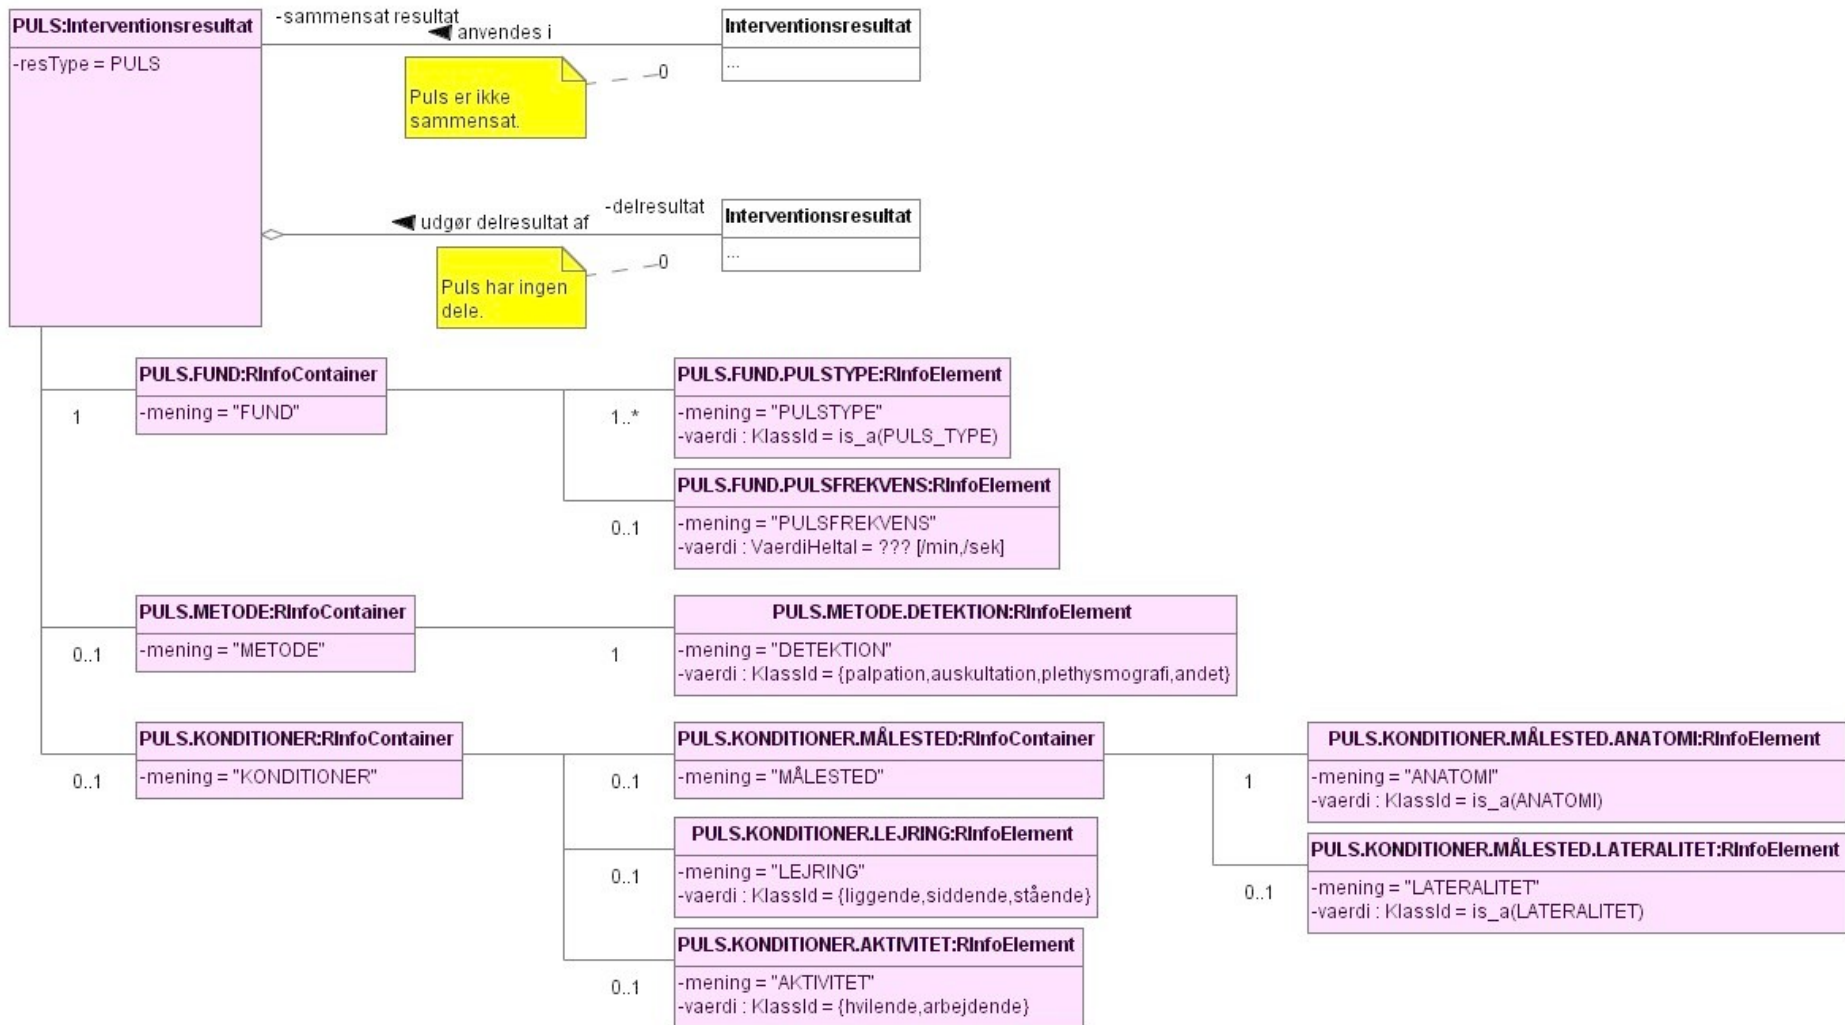 PULS:Interventionsresultat
-resType = PULS
-sammensat resultat
anvendes i
Interventionsresultat
...
0
Puls er ikke
sammensat.
-delresultat
udgør delresultat af
Interventionsresultat
...
0
Puls har ingen
dele.
PULS.FUND:RInfoContainer
-mening = "FUND"
1
PULS.FUND.PULSTYPE:RInfoElement
-mening = "PULSTYPE"
-vaerdi : KlassId = is_a(PULS_TYPE)
1..*
PULS.FUND.PULSFREKVENS:RInfoElement
-mening = "PULSFREKVENS"
-vaerdi : VaerdiHeltal = ??? [/min,/sek]
0..1
PULS.METODE:RInfoContainer
-mening = "METODE"
0..1
PULS.METODE.DETEKTION:RInfoElement
-mening = "DETEKTION"
-vaerdi : KlassId = {palpation,auskultation,plethysmografi,andet}
1
PULS.KONDITIONER:RInfoContainer
-mening = "KONDITIONER"
0..1
PULS.KONDITIONER.MÅLESTED:RInfoContainer
-mening = "MÅLESTED"
0..1
PULS.KONDITIONER.MÅLESTED.ANATOMI:RInfoElement
-mening = "ANATOMI"
-vaerdi : KlassId = is_a(ANATOMI)
1
PULS.KONDITIONER.MÅLESTED.LATERALITET:RInfoElement
-mening = "LATERALITET"
-vaerdi : KlassId = is_a(LATERALITET)
0..1
PULS.KONDITIONER.LEJRING:RInfoElement
-mening = "LEJRING"
-vaerdi : KlassId = {liggende,siddende,stående}
0..1
PULS.KONDITIONER.AKTIVITET:RInfoElement
-mening = "AKTIVITET"
-vaerdi : KlassId = {hvilende,arbejdende}
0..1